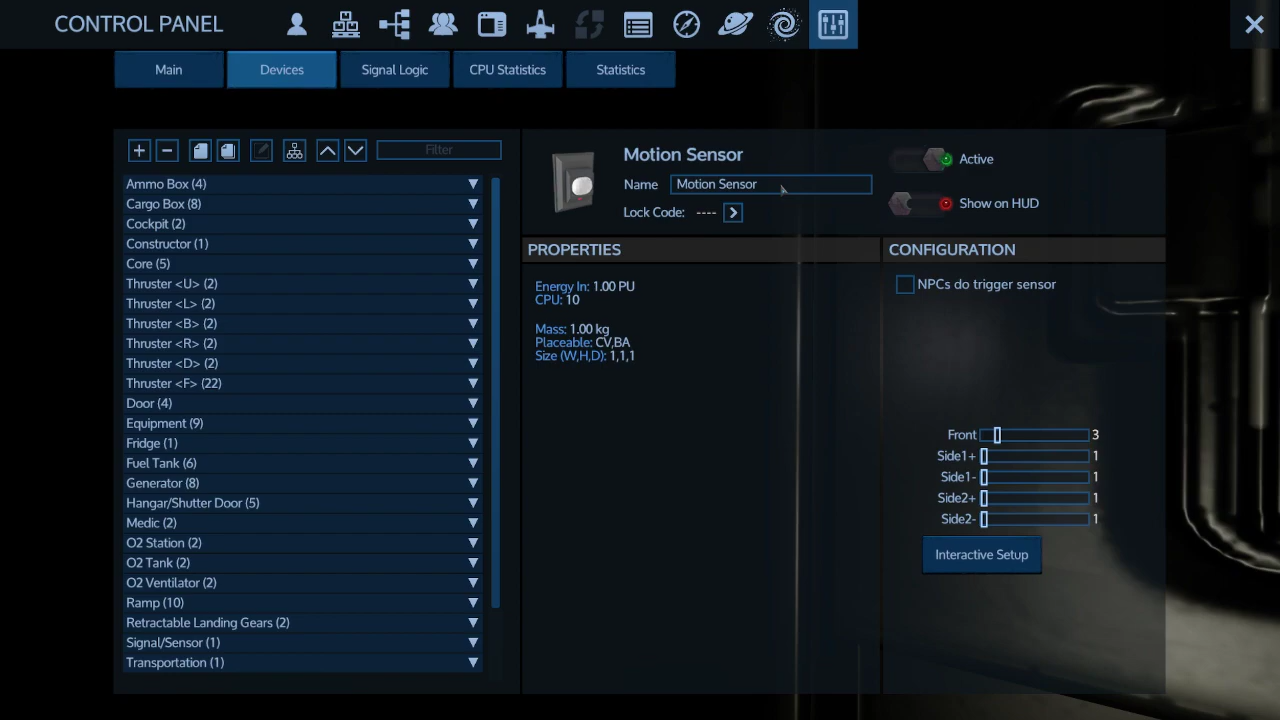 CONTROL PANEL
Main
Devices
Signal Logic
CPU Statistics
Statistics
Filter
Ammo Box (4)
Cargo Box (8)
Cockpit (2)
Constructor (1)
Core (5)
Thruster <U> (2)
Thruster <L> (2)
Thruster <B> (2)
Thruster <R> (2)
Thruster <D> (2)
Thruster <F> (22)
Door (4)
Equipment (9)
Fridge (1)
Fuel Tank (6)
Generator (8)
Hangar/Shutter Door (5)
Medic (2)
O2 Station (2)
O2 Tank (2)
O2 Ventilator (2)
Ramp (10)
Retractable Landing Gears (2)
Signal/Sensor (1)
Transportation (1)
Motion Sensor
Name Motion Sensor
Lock Code: ----
Active
Show on HUD
PROPERTIES
Energy In: 1.00 PU
CPU: 10
Mass: 1.00 kg
Placeable: CV,BA
Size (W,H,D): 1,1,1
CONFIGURATION
NPCs do trigger sensor
Front 3
Side1+ 1
Side1- 1
Side2+ 1
Side2- 1
Interactive Setup